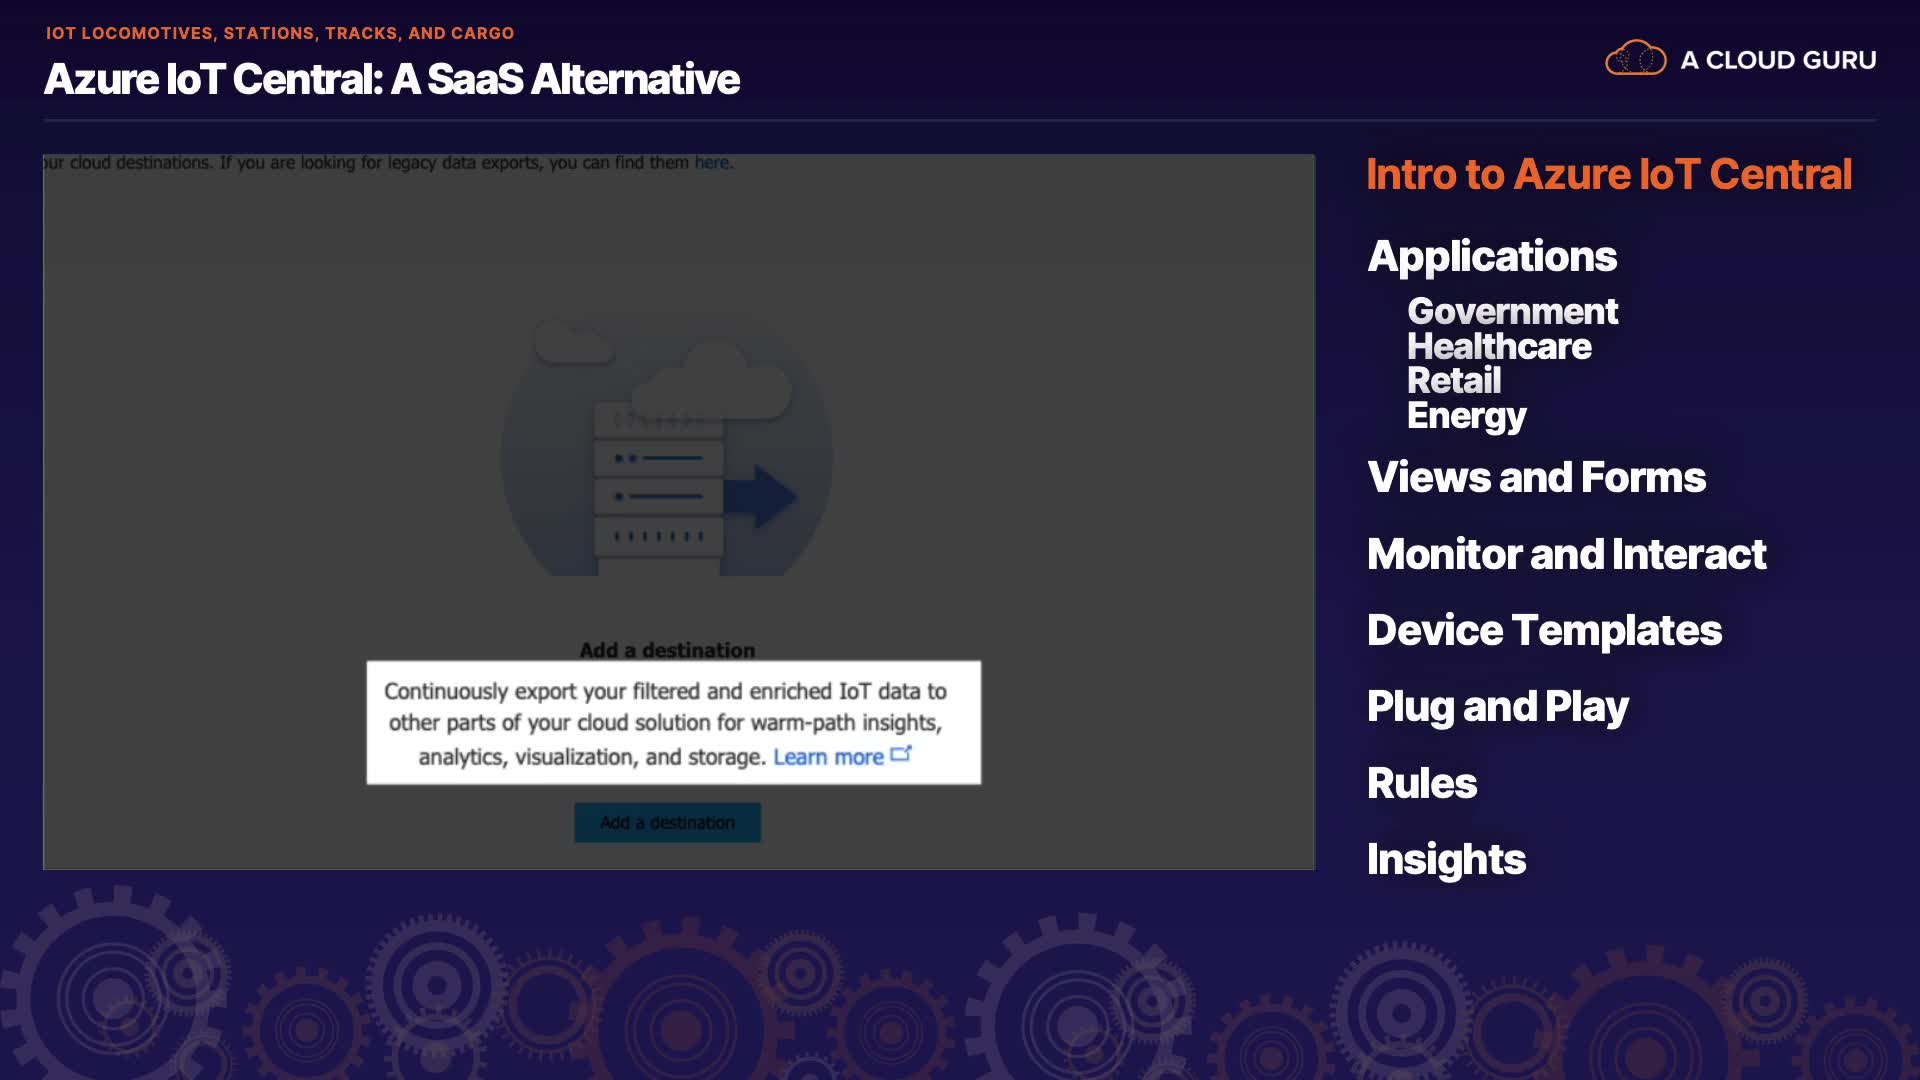 IOT LOCOMOTIVES, STATIONS, TRACKS, AND CARGO
Azure IoT Central: A SaaS Alternative
A CLOUD GURU
our cloud destinations. If you are looking for legacy data exports, you can find them here.
Add a destination
Continuously export your filtered and enriched IoT data to
other parts of your cloud solution for warm-path insights,
analytics, visualization, and storage. Learn more
Add a destination
Intro to Azure IoT Central
Applications
Government
Healthcare
Retail
Energy
Views and Forms
Monitor and Interact
Device Templates
Plug and Play
Rules
Insights